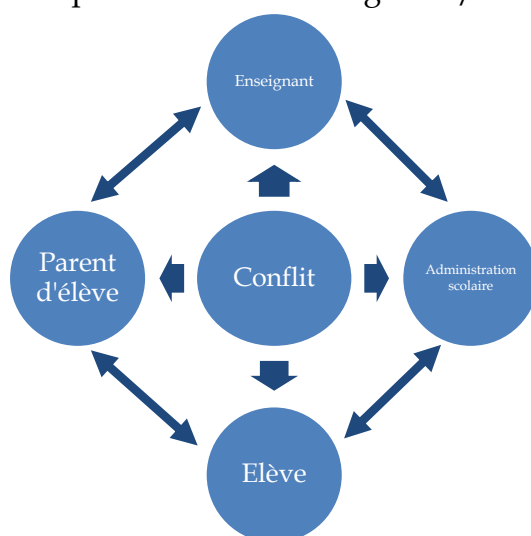 Enseignant
Parent
d'élève
Conflit
Administration
scolaire
Elève